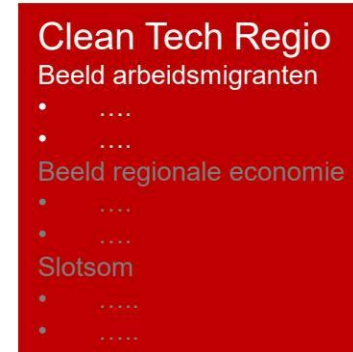 Clean Tech Regio
Beeld arbeidsmigranten
• ....
• ....
Beeld regionale economie
• ....
• ....
Slotsom
• .....
• .....